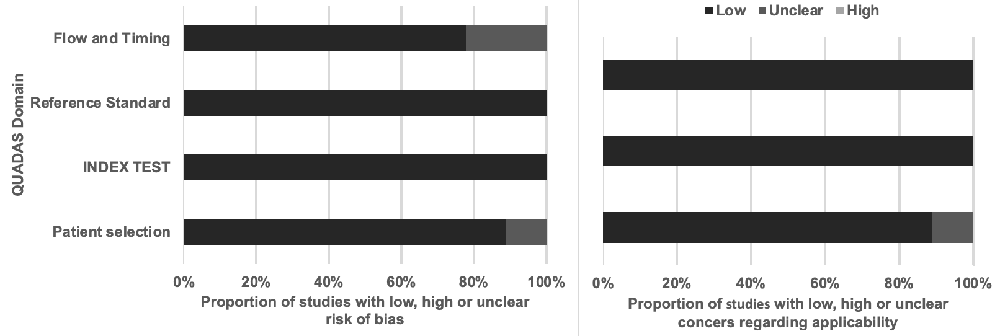 QUADAS Domain
Flow and Timing
Reference Standard
INDEX TEST
Patient selection
0% 20% 40% 60% 80% 100%
Proportion of studies with low, high or unclear
risk of bias
Low Unclear High
0% 20% 40% 60% 80% 100%
Proportion of studies with low, high or unclear
concers regarding applicability